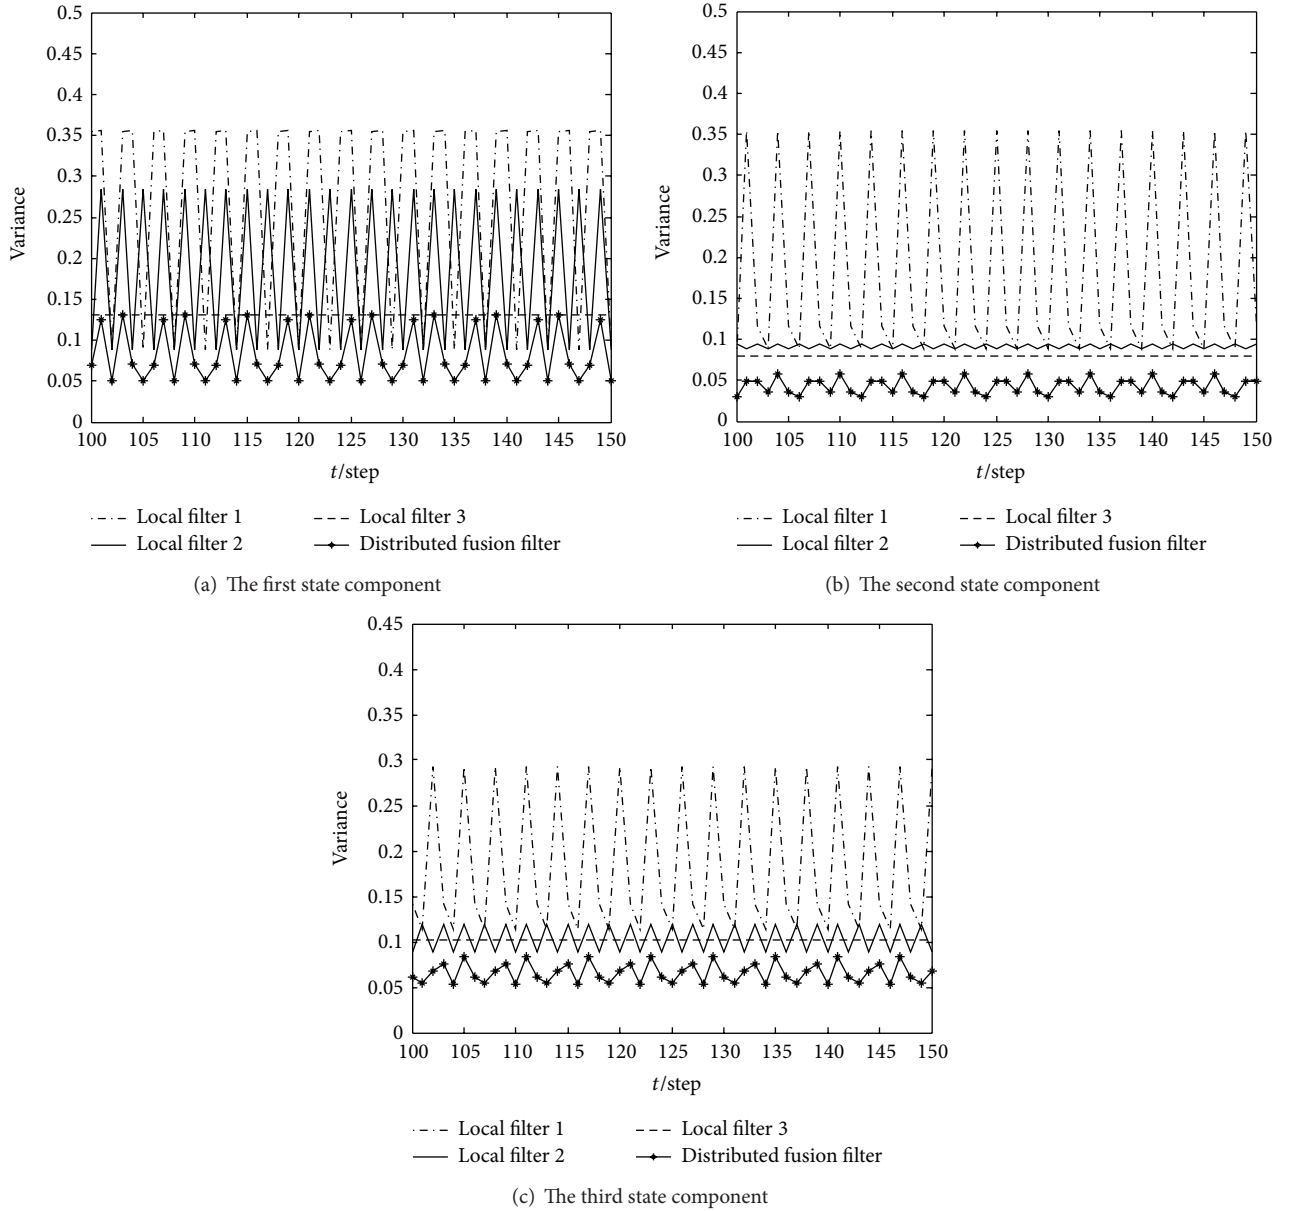 0.5
0.45
0.4
0.35
0.3
0.25
0.2
0.15
0.1
0.05
0
Variance
100 105 110 115 120 125 130 135 140 145 150
t/step
Local filter 1
Local filter 2
Local filter 3
Distributed fusion filter
(a) The first state component
0.5
0.45
0.4
0.35
0.3
0.25
0.2
0.15
0.1
0.05
0
Variance
100 105 110 115 120 125 130 135 140 145 150
t/step
Local filter 1
Local filter 2
Local filter 3
Distributed fusion filter
(b) The second state component
0.45
0.4
0.35
0.3
0.25
0.2
0.15
0.1
0.05
0
Variance
100 105 110 115 120 125 130 135 140 145 150
t/step
Local filter 1
Local filter 2
Local filter 3
Distributed fusion filter
(c) The third state component